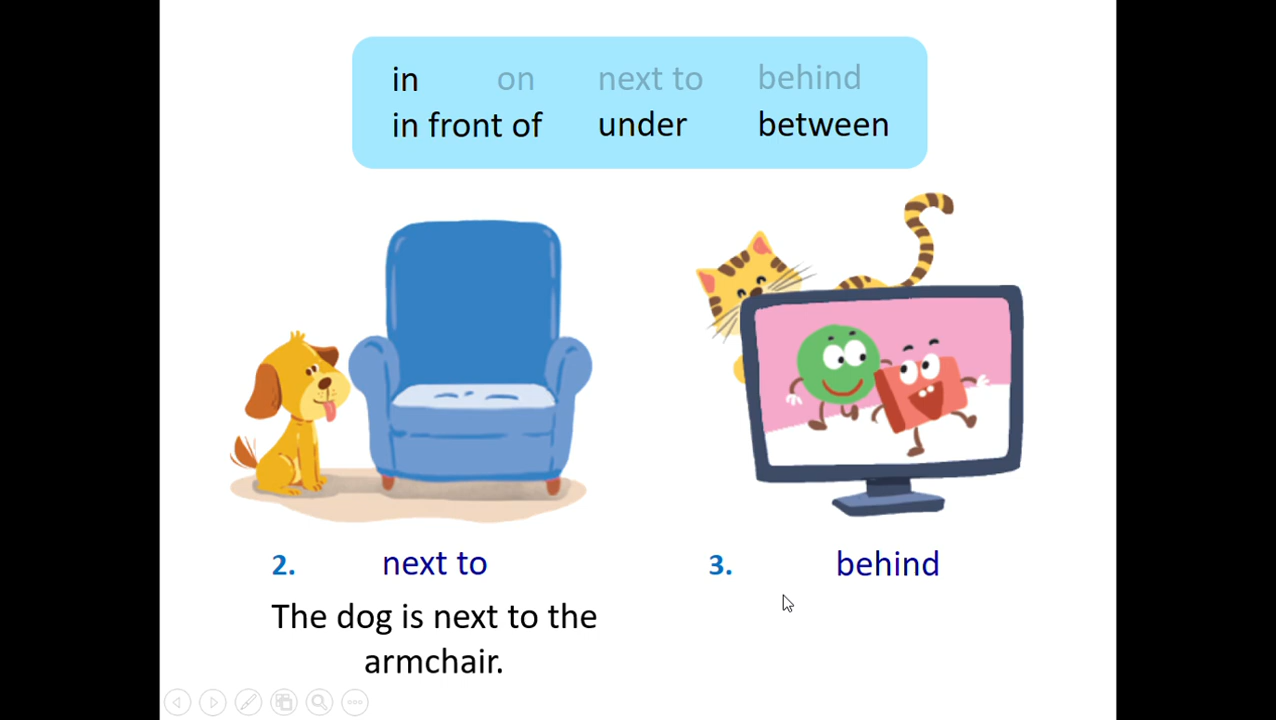 in on next to behind
in front of under between
2. next to
3. behind
The dog is next to the
armchair.